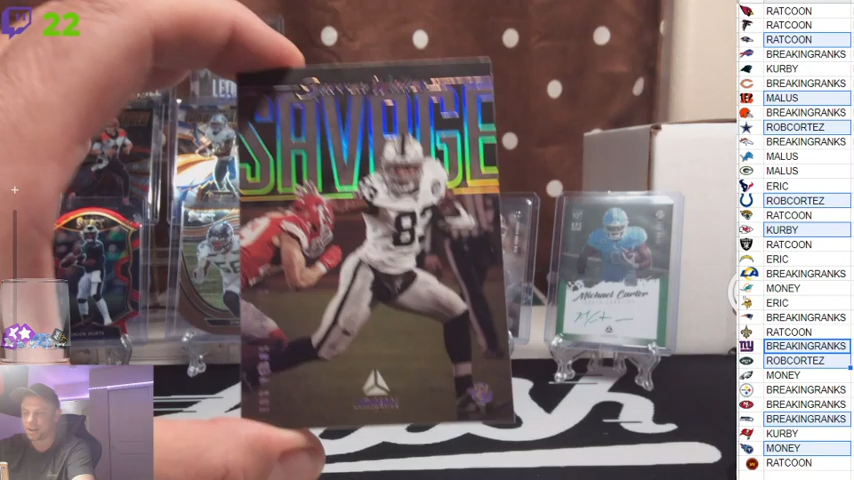 22
SAVAGE
83
Michael Carter
RATCOON
RATCOON
RATCOON
BREAKINGRANKS
KURBY
BREAKINGRANKS
MALUS
BREAKINGRANKS
ROBCORTEZ
BREAKINGRANKS
MALUS
MALUS
ERIC
ROBCORTEZ
RATCOON
KURBY
RATCOON
ERIC
BREAKINGRANKS
MONEY
ERIC
BREAKINGRANKS
RATCOON
BREAKINGRANKS
ROBCORTEZ
MONEY
BREAKINGRANKS
BREAKINGRANKS
BREAKINGRANKS
KURBY
MONEY
RATCOON